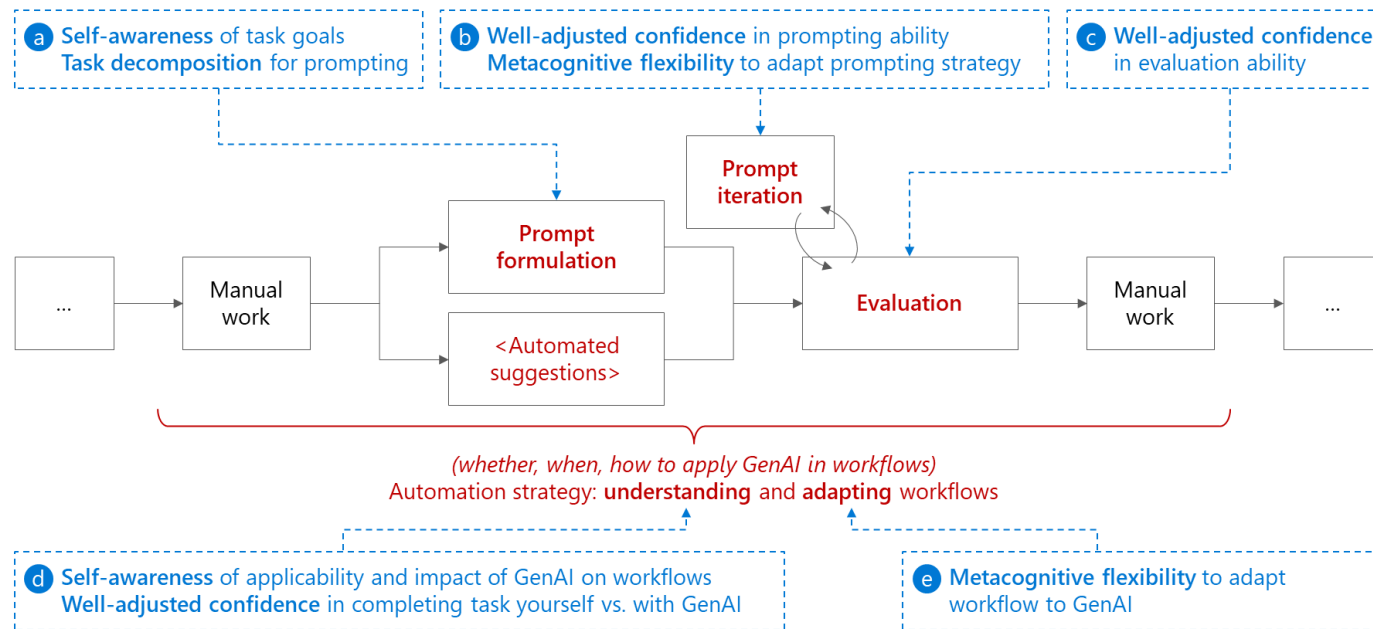 a Self-awareness of task goals
Task decomposition for prompting
b Well-adjusted confidence in prompting ability
Metacognitive flexibility to adapt prompting strategy
c Well-adjusted confidence
in evaluation ability
Prompt
iteration
Prompt
formulation
...
Manual
work
<Automated
suggestions>
Evaluation
Manual
work
...
(whether, when, how to apply GenAI in workflows)
Automation strategy: understanding and adapting workflows
d Self-awareness of applicability and impact of GenAI on workflows
Well-adjusted confidence in completing task yourself vs. with GenAI
e Metacognitive flexibility to adapt
workflow to GenAI